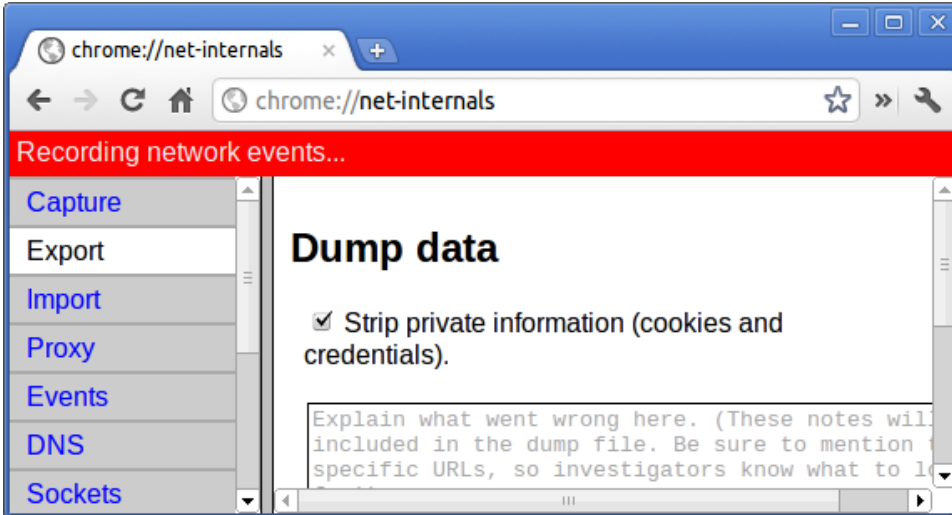 chrome://net-internals
chrome://net-internals
Recording network events...
Capture
Export
Import
Proxy
Events
DNS
Sockets
Dump data
Strip private information (cookies and
credentials).
Explain what went wrong here. (These notes will
included in the dump file. Be sure to mention
specific URLs, so investigators know what to